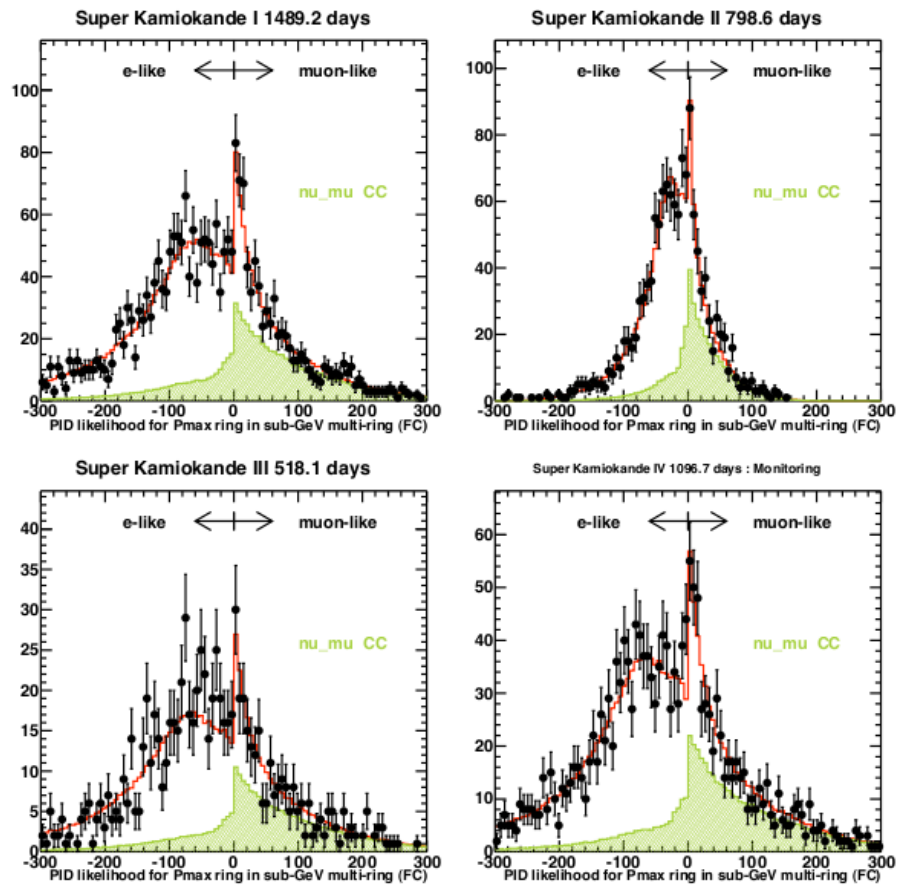 Super Kamiokande I 1489.2 days
e-like muon-like
nu_mu CC
100
80
60
40
20
0
-300 -200 -100 0 100 200 300
PID likelihood for Pmax ring in sub-GeV multi-ring (FC)
Super Kamiokande II 798.6 days
e-like muon-like
nu_mu CC
100
80
60
40
20
0
-300 -200 -100 0 100 200 300
PID likelihood for Pmax ring in sub-GeV multi-ring (FC)
Super Kamiokande III 518.1 days
e-like muon-like
nu_mu CC
40
35
30
25
20
15
10
5
0
-300 -200 -100 0 100 200 300
PID likelihood for Pmax ring in sub-GeV multi-ring (FC)
Super Kamiokande IV 1096.7 days : Monitoring
e-like muon-like
nu_mu CC
60
50
40
30
20
10
0
-300 -200 -100 0 100 200 300
PID likelihood for Pmax ring in sub-GeV multi-ring (FC)